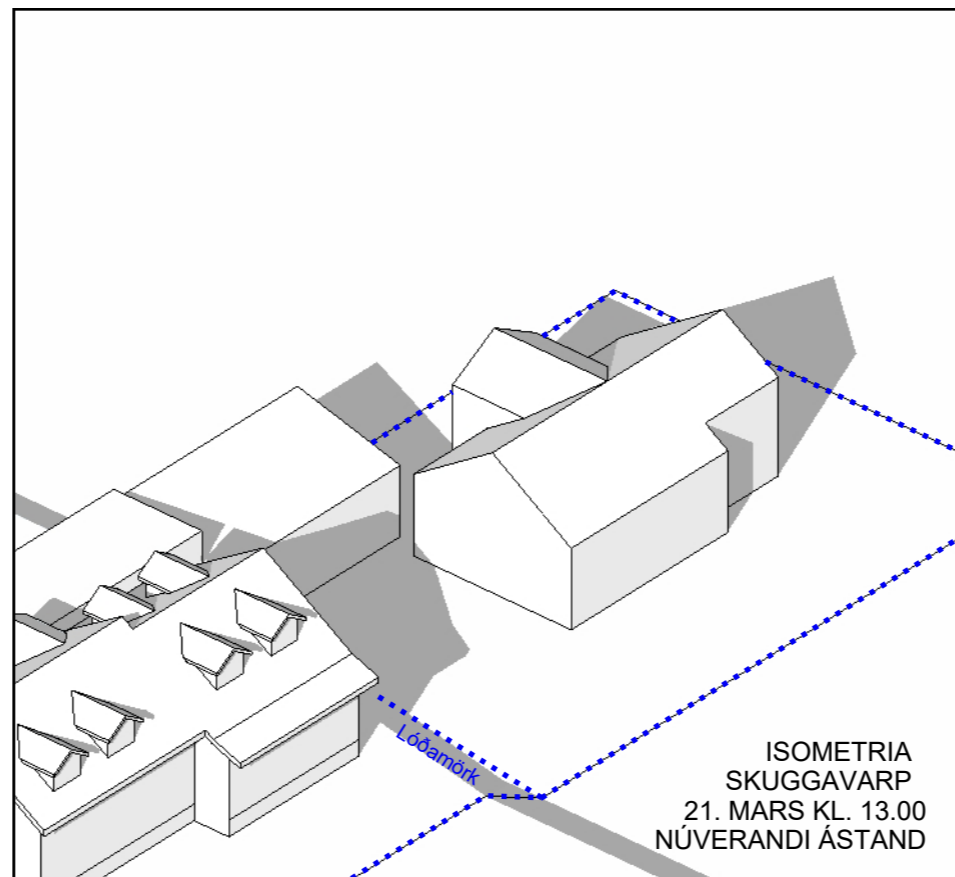 Lóðamörk
ISOMETRIA
SKUGGAVARP
21. MARS KL. 13.00
NÚVERANDI ÁSTAND